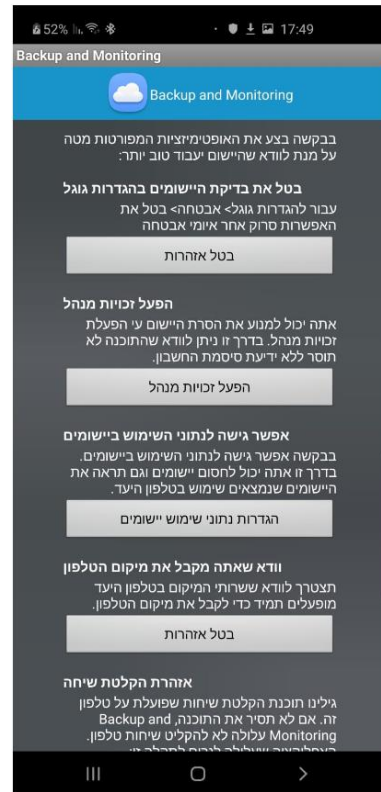 52% 17:49
Backup and Monitoring
Backup and Monitoring
בבקשה בצע את האופטימיזציות המפורטות מטה
על מנת לוודא שהיישום יעבוד טוב יותר:
בטל את בדיקת היישומים בהגדרות גוגל
עבור להגדרות גוגל> אבטחה> בטל את
האפשרות סרוק אחר איומי אבטחה
בטל אזהרות
הפעל זכויות מנהל
אתה יכול למנוע את הסרת היישום עי הפעלת
זכויות מנהל. בדרך זו ניתן לוודא שהתוכנה לא
תוסר ללא ידיעת סיסמת החשבון.
הפעל זכויות מנהל
אפשר גישה לנתוני השימוש ביישומים
בבקשה אפשר גישה לנתוני השימוש ביישומים.
בדרך זו אתה יכול לחסום יישומים וגם תראה את
היישומים שנמצאים שימוש בטלפון היעד.
הגדרות נתוני שימוש יישומים
וודא שאתה מקבל את מיקום הטלפון
תצטרך לוודא ששרותי המיקום בטלפון היעד
מופעלים תמיד כדי לקבל את מיקום הטלפון.
בטל אזהרות
אזהרת הקלטת שיחה
גילינו תוכנת הקלטת שיחות שפועלת על טלפון
זה. אם לא תסיר את התוכנה, Backup and
Monitoring עלולה לא להקליט שיחות טלפון.